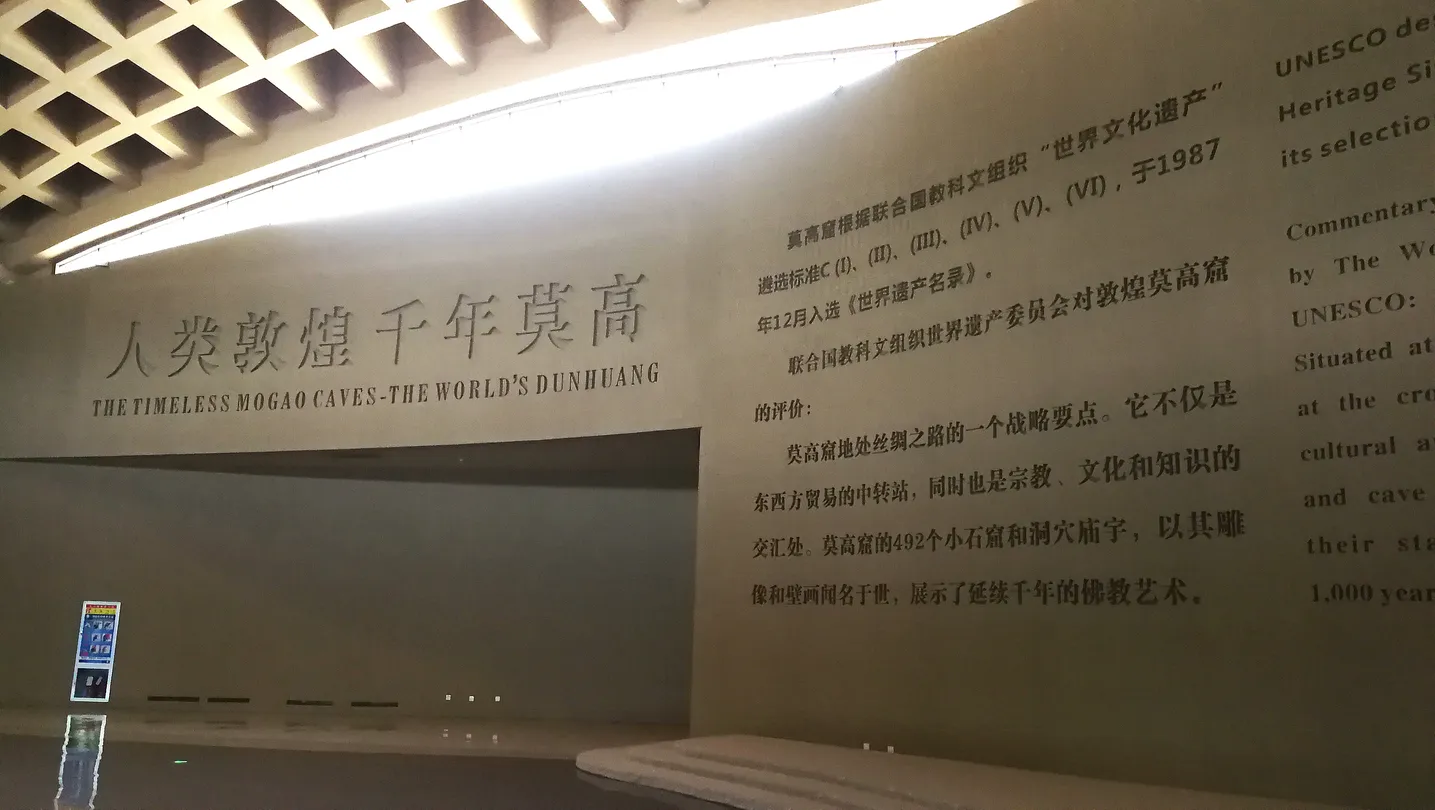 人类敦煌 千年莫高
THE TIMELESS MOGAO CAVES-THE WORLD'S DUNHUANG
莫高窟根据联合国教科文组织“世界文化遗产”
遴选标准C (I)、(II)、(III)、(IV)、(V)、(VI)，于1987
年12月入选《世界遗产名录》。
联合国教科文组织世界遗产委员会对敦煌莫高窟
的评价：
莫高窟地处丝绸之路的一个战略要点。它不仅是
东西方贸易的中转站，同时也是宗教、文化和知识的
交汇处。莫高窟的492个小石窟和洞穴庙宇，以其雕
像和壁画闻名于世，展示了延续千年的佛教艺术。
UNESCO
Heritage
its
Commentary
by The
UNESCO:
Situated at
at the
cultural
and cave
their
1,000